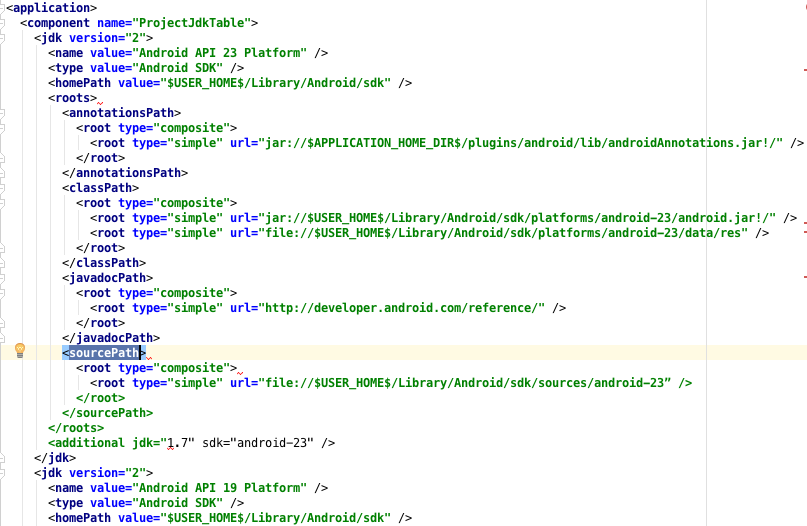 <application>
<component name="ProjectJdkTable">
<jdk version="2">
<name value="Android API 23 Platform" />
<type value="Android SDK" />
<homePath value="$USER_HOME$/Library/Android/sdk" />
<roots>
<annotationsPath>
<root type="composite">
<root type="simple" url="jar://$APPLICATION_HOME_DIR$/plugins/android/lib/androidAnnotations.jar!/" />
</root>
</annotationsPath>
<classPath>
<root type="composite">
<root type="simple" url="jar://$USER_HOME$/Library/Android/sdk/platforms/android-23/android.jar!/" />
<root type="simple" url="file://$USER_HOME$/Library/Android/sdk/platforms/android-23/data/res" />
</root>
</classPath>
<javadocPath>
<root type="composite">
<root type="simple" url="http://developer.android.com/reference/" />
</root>
</javadocPath>
<sourcePath>
<root type="composite">
<root type="simple" url="file://$USER_HOME$/Library/Android/sdk/sources/android-23” />
</root>
</sourcePath>
</roots>
<additional jdk="1.7" sdk="android-23" />
</jdk>
<jdk version="2">
<name value="Android API 19 Platform" />
<type value="Android SDK" />
<homePath value="$USER_HOME$/Library/Android/sdk" />